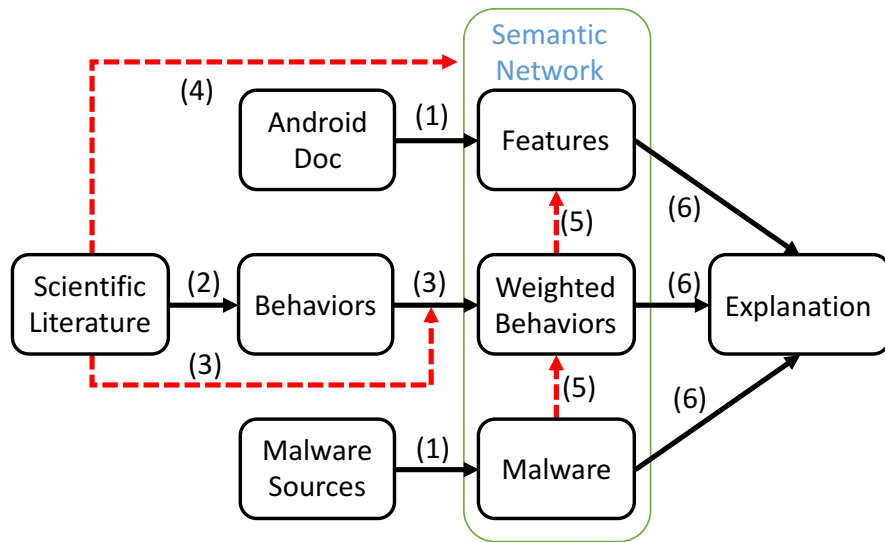 Semantic
Network
(4)
Android
Doc
(1)
Features
(5)
(6)
Scientific
Literature
(2)
Behaviors
(3)
Weighted
Behaviors
(6)
Explanation
(3)
(5)
(6)
Malware
Sources
(1)
Malware